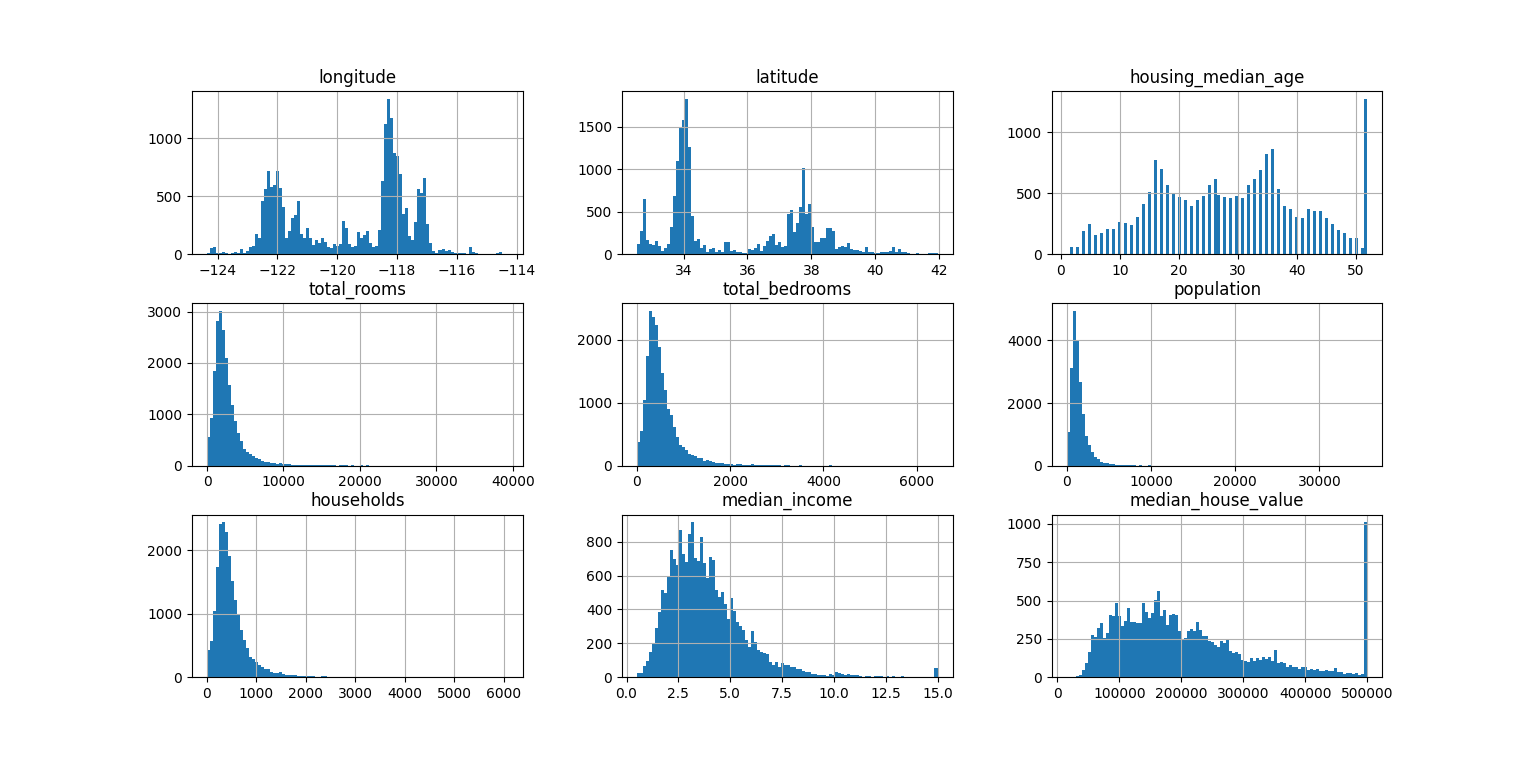 longitude
1000
500
0
−124 −122 −120 −118 −116 −114
latitude
1500
1000
500
0
34 36 38 40 42
housing_median_age
1000
500
0
0 10 20 30 40 50
total_rooms
3000
2000
1000
0
0 10000 20000 30000 40000
total_bedrooms
2000
1000
0
0 2000 4000 6000
population
4000
2000
0
0 10000 20000 30000
households
2000
1000
0
0 1000 2000 3000 4000 5000 6000
median_income
800
600
400
200
0
0.0 2.5 5.0 7.5 10.0 12.5 15.0
median_house_value
1000
750
500
250
0
0 100000 200000 300000 400000 500000